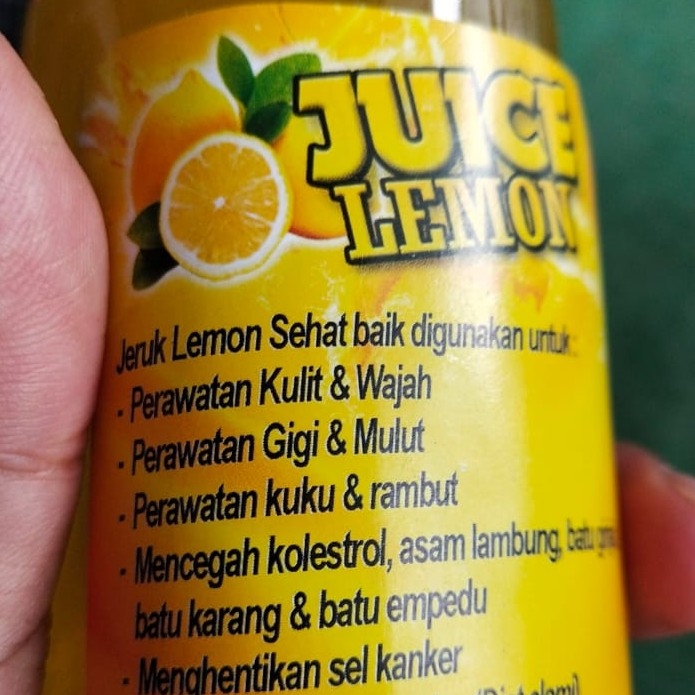 JUICE
LEMON
Jeruk Lemon Sehat baik digunakan untuk :
- Perawatan Kulit & Wajah
- Perawatan Gigi & Mulut
- Perawatan kuku & rambut
- Mencegah kolestrol, asam lambung, batu
batu karang & batu empedu
- Menghentikan sel kanker